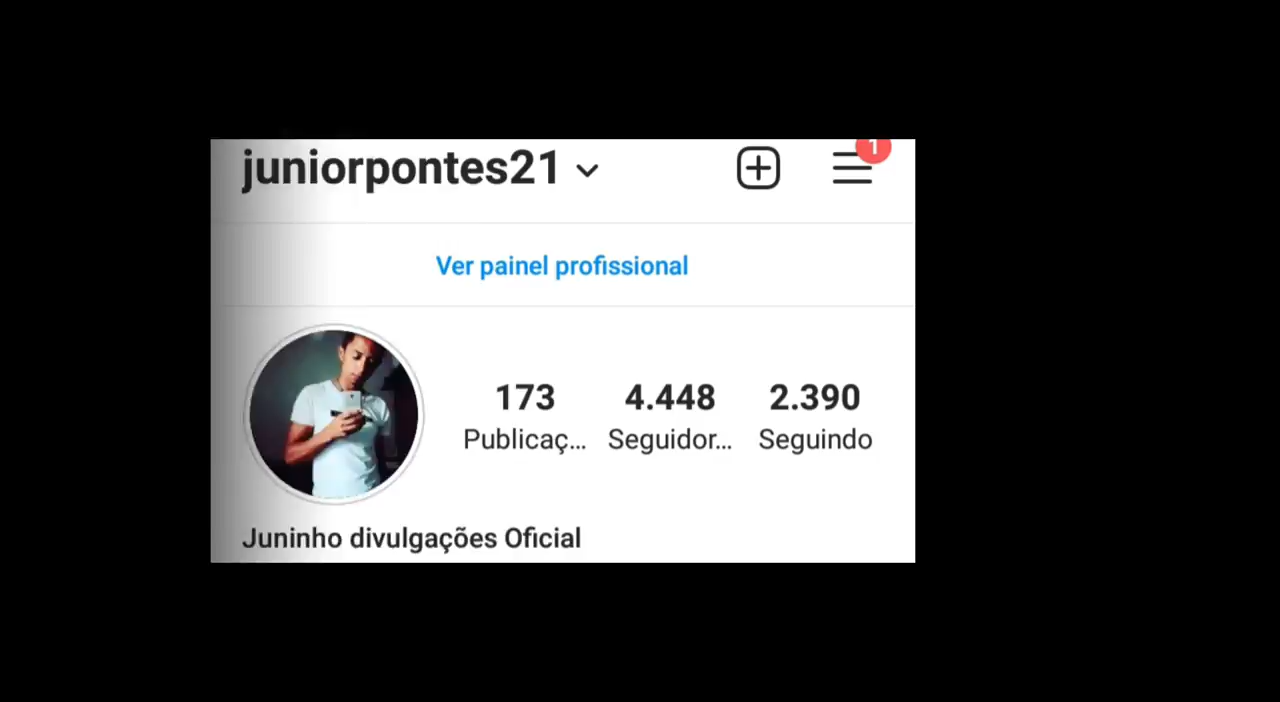 juniorpontes21
1
Ver painel profissional
173 4.448 2.390
Publicaç... Seguidor... Seguindo
Juninho divulgações Oficial